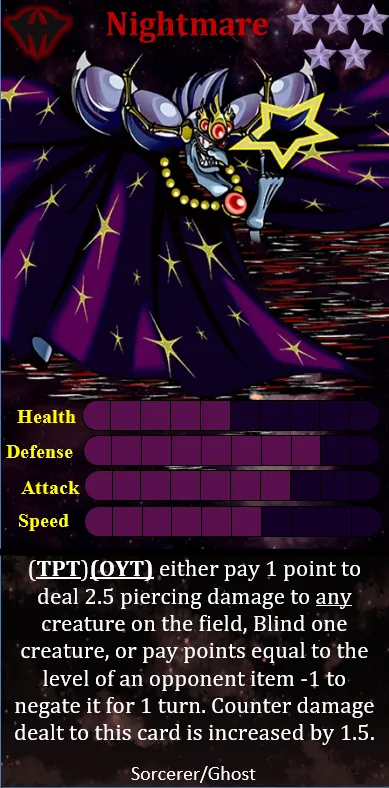 Nightmare
Health
Defense
Attack
Speed
(TPT)(OYT) either pay 1 point to
deal 2.5 piercing damage to any
creature on the field, Blind one
creature, or pay points equal to the
level of an opponent item -1 to
negate it for 1 turn. Counter damage
dealt to this card is increased by 1.5.
Sorcerer/Ghost